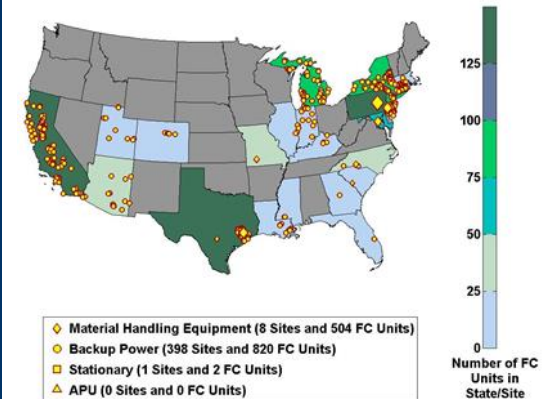 125
100
75
50
25
0
Number of FC
Units in
State/Site
Material Handling Equipment (8 Sites and 504 FC Units)
Backup Power (398 Sites and 820 FC Units)
Stationary (1 Sites and 2 FC Units)
APU (0 Sites and 0 FC Units)